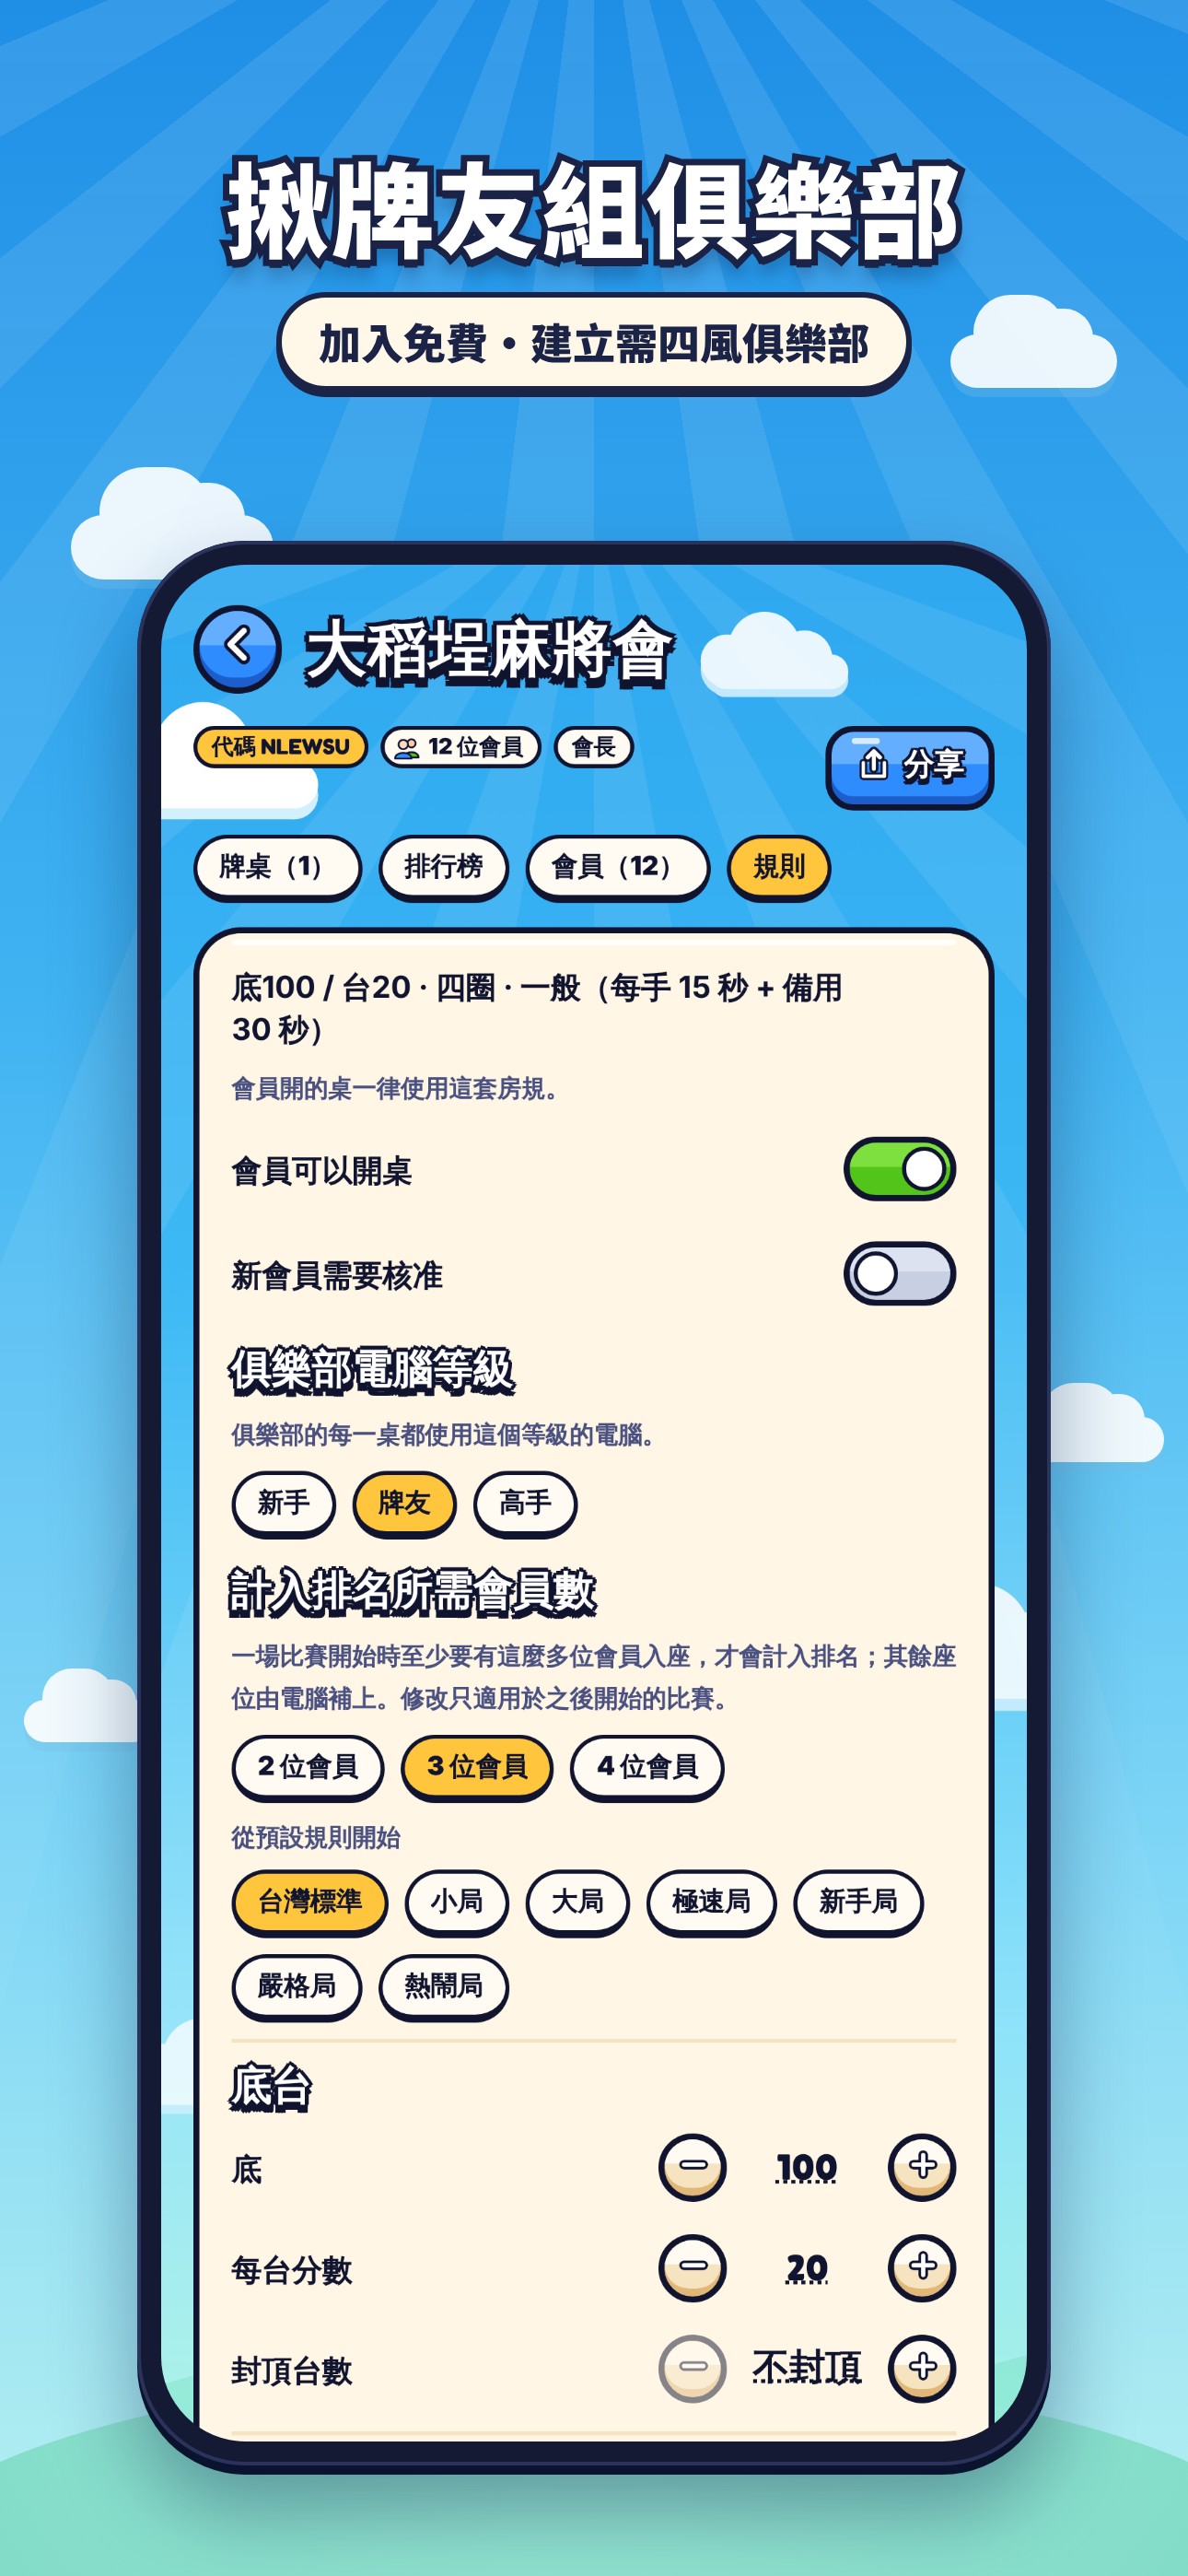 揪牌友組俱樂部
加入免費・建立需四風俱樂部
大稻埕麻將會
代碼 NLEWSU
12 位會員
會長
分享
牌桌（1）
排行榜
會員（12）
規則
底100 / 台20 · 四圈 · 一般（每手 15 秒 + 備用
30 秒）
會員開的桌一律使用這套房規。
會員可以開桌
新會員需要核准
俱樂部電腦等級
俱樂部的每一桌都使用這個等級的電腦。
新手
牌友
高手
計入排名所需會員數
一場比賽開始時至少要有這麼多位會員入座，才會計入排名；其餘座
位由電腦補上。修改只適用於之後開始的比賽。
2 位會員
3 位會員
4 位會員
從預設規則開始
台灣標準
小局
大局
極速局
新手局
嚴格局
熱鬧局
底台
底
100
每台分數
20
封頂台數
不封頂